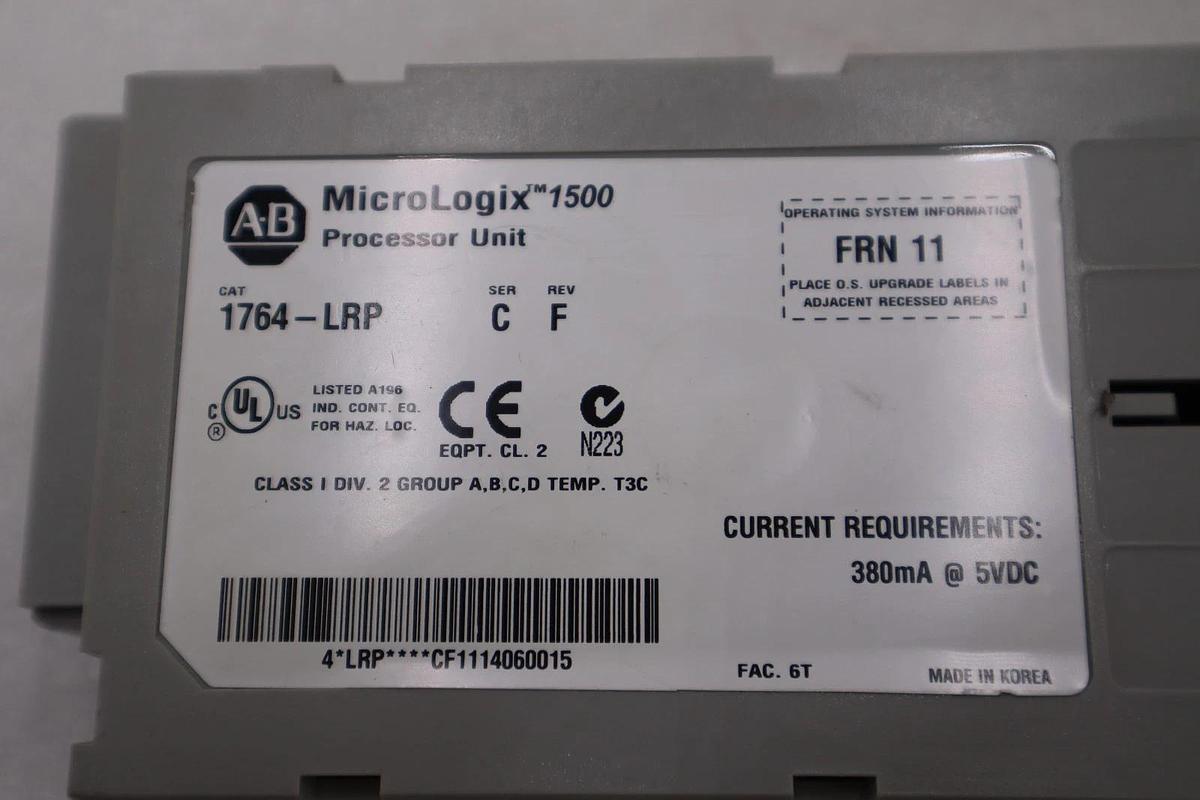 A·B
MicroLogix™ 1500
Processor Unit
OPERATING SYSTEM INFORMATION
FRN 11
PLACE O.S. UPGRADE LABELS IN
ADJACENT RECESSED AREAS
CAT SER REV
1764-LRP C F
C UL US ®
LISTED A196
IND. CONT. EQ.
FOR HAZ. LOC.
CE
EQPT. CL. 2
N223
CLASS I DIV. 2 GROUP A,B,C,D TEMP. T3C
CURRENT REQUIREMENTS:
380mA @ 5VDC
4*LRP****CF1114060015
FAC. 6T
MADE IN KOREA